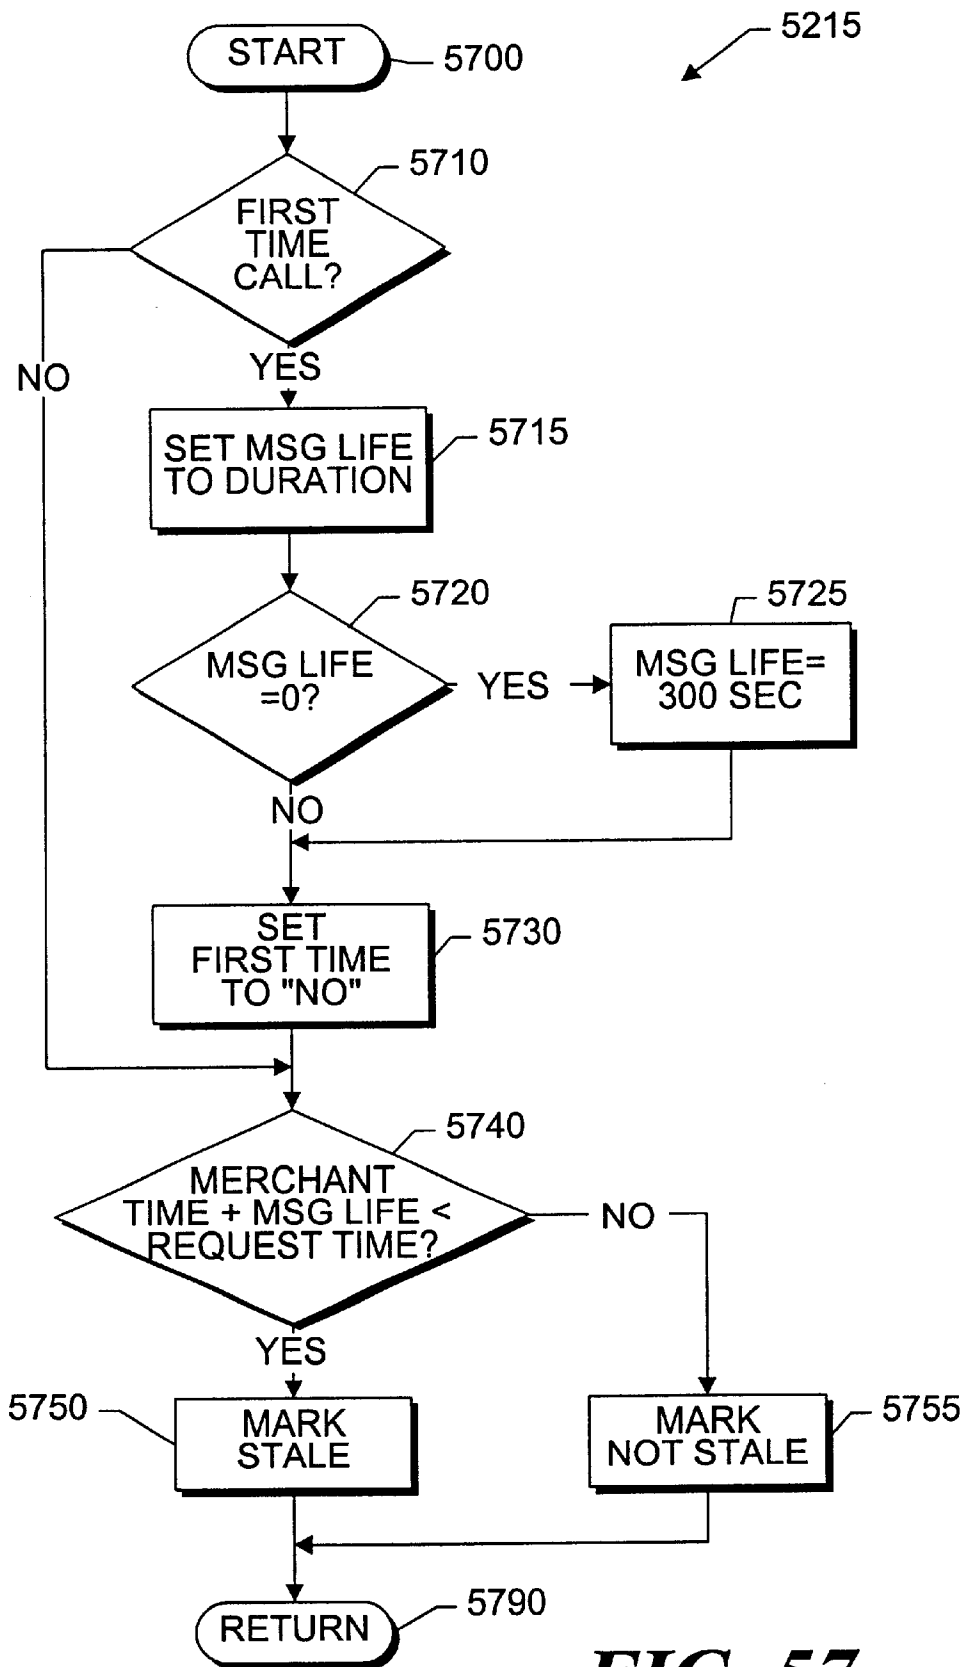 5215
START
5700
5710
FIRST
TIME
CALL?
NO
YES
SET MSG LIFE
TO DURATION
5715
5720
MSG LIFE
=0?
YES
5725
MSG LIFE=
300 SEC
NO
SET
FIRST TIME
TO "NO"
5730
5740
MERCHANT
TIME + MSG LIFE <
REQUEST TIME?
NO
YES
5750
MARK
STALE
MARK
NOT STALE
5755
RETURN
5790
FIG. 57